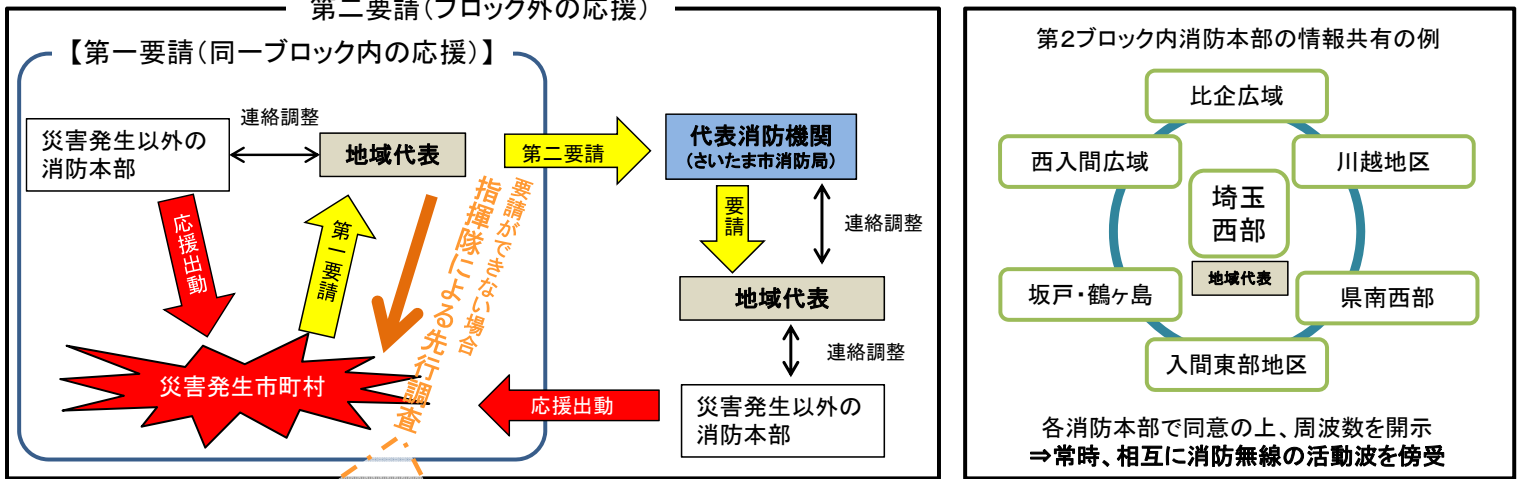 第二要請(ブロック外の応援)
【第一要請(同一ブロック内の応援)】
災害発生以外の
消防本部
連絡調整
地域代表
応援出動
第一要請
要請ができない場合
指揮隊による先行調査
災害発生市町村
第二要請
代表消防機関
(さいたま市消防局)
要請
連絡調整
地域代表
連絡調整
応援出動
災害発生以外の
消防本部
第2ブロック内消防本部の情報共有の例
比企広域
西入間広域
川越地区
埼玉
西部
地域代表
坂戸・鶴ヶ島
県南西部
入間東部地区
各消防本部で同意の上、周波数を開示
⇒常時、相互に消防無線の活動波を傍受